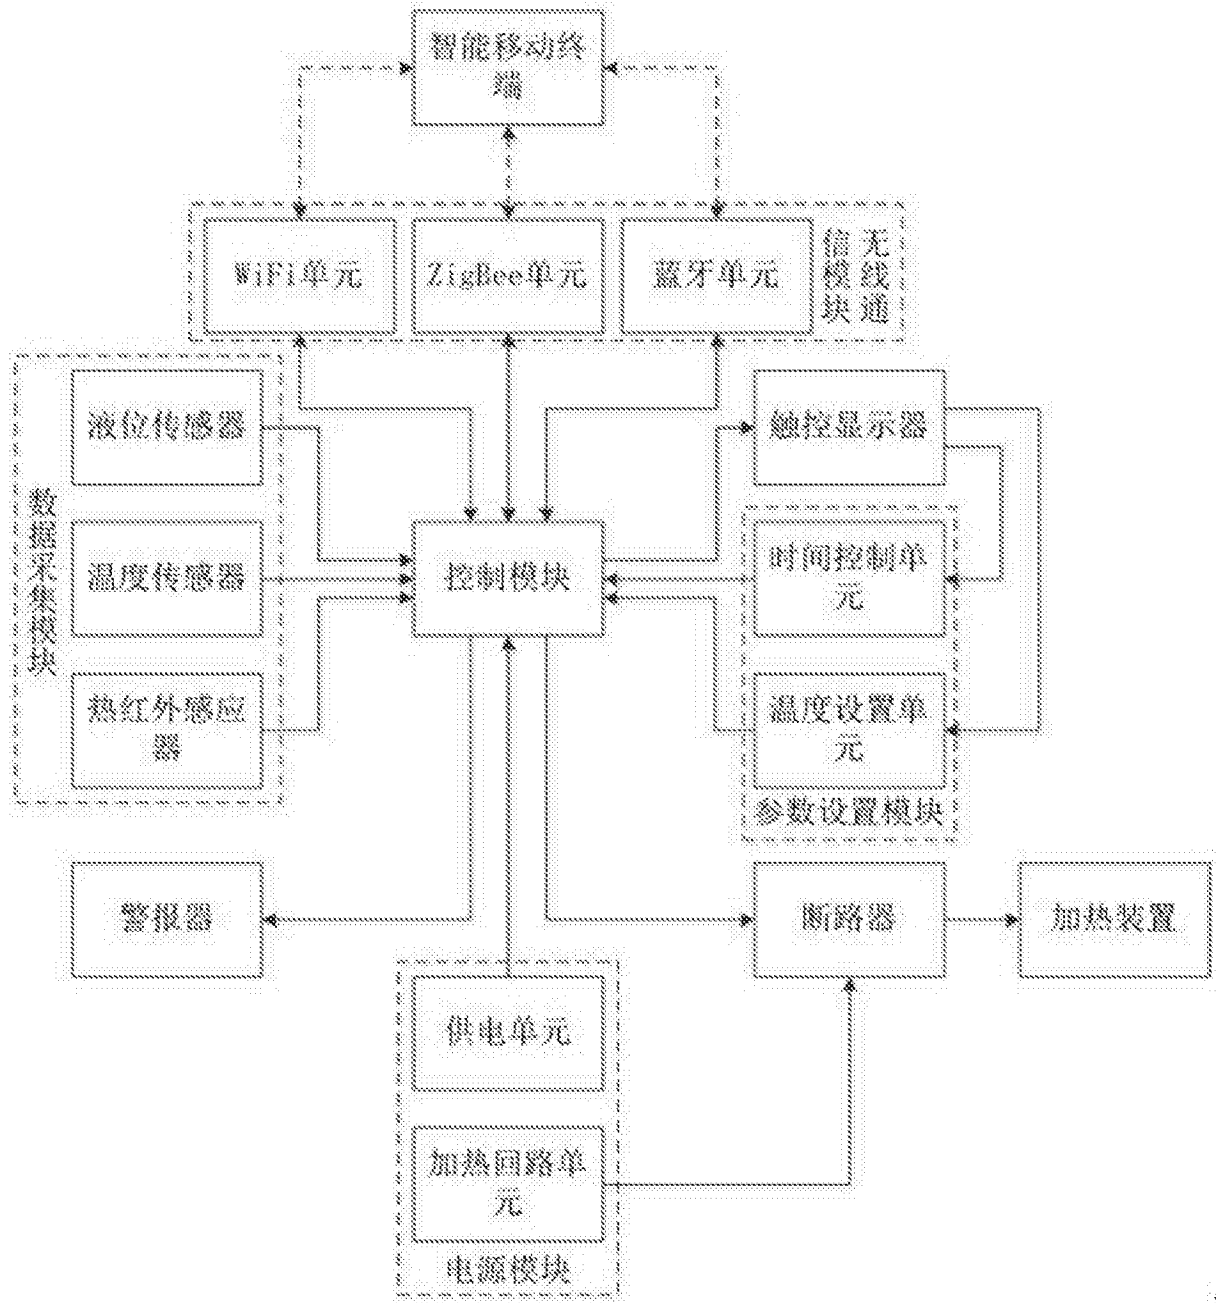 智能移动终
端
WiFi单元
ZigBee单元
蓝牙单元
无线通
信模块
液位传感器
触控显示器
数据采集模块
温度传感器
控制模块
时间控制单
元
热红外感应
器
温度设置单
元
参数设置模块
警报器
断路器
加热装置
供电单元
加热回路单
元
电源模块